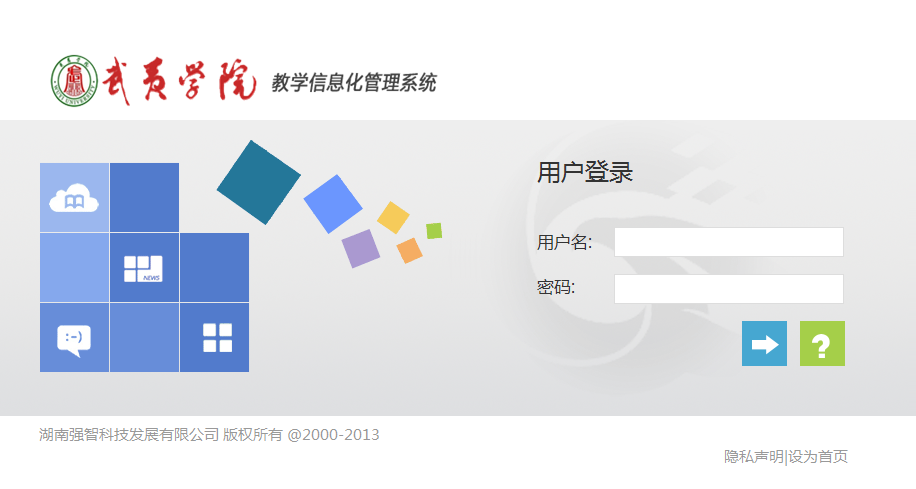 武夷学院 教学信息化管理系统
用户登录
用户名:
密码:
NEWS
:-)
?
湖南强智科技发展有限公司 版权所有 @2000-2013
隐私声明|设为首页